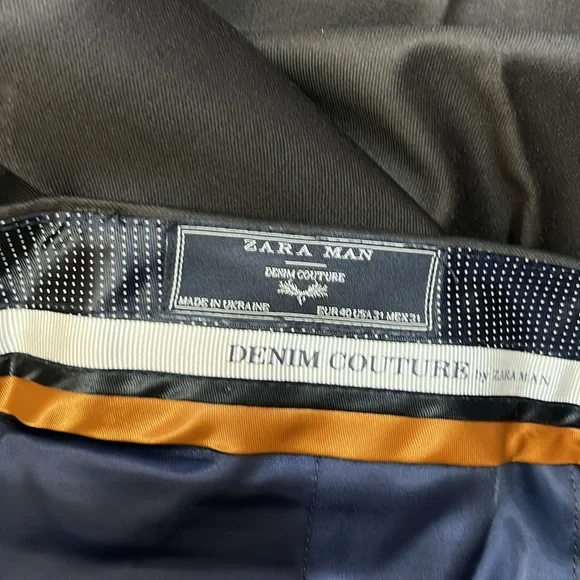 ZARA MAN
DENIM COUTURE
MADE IN UKRAINE EUR 40 USA 31 MEX 31
DENIM COUTURE by ZARA MAN